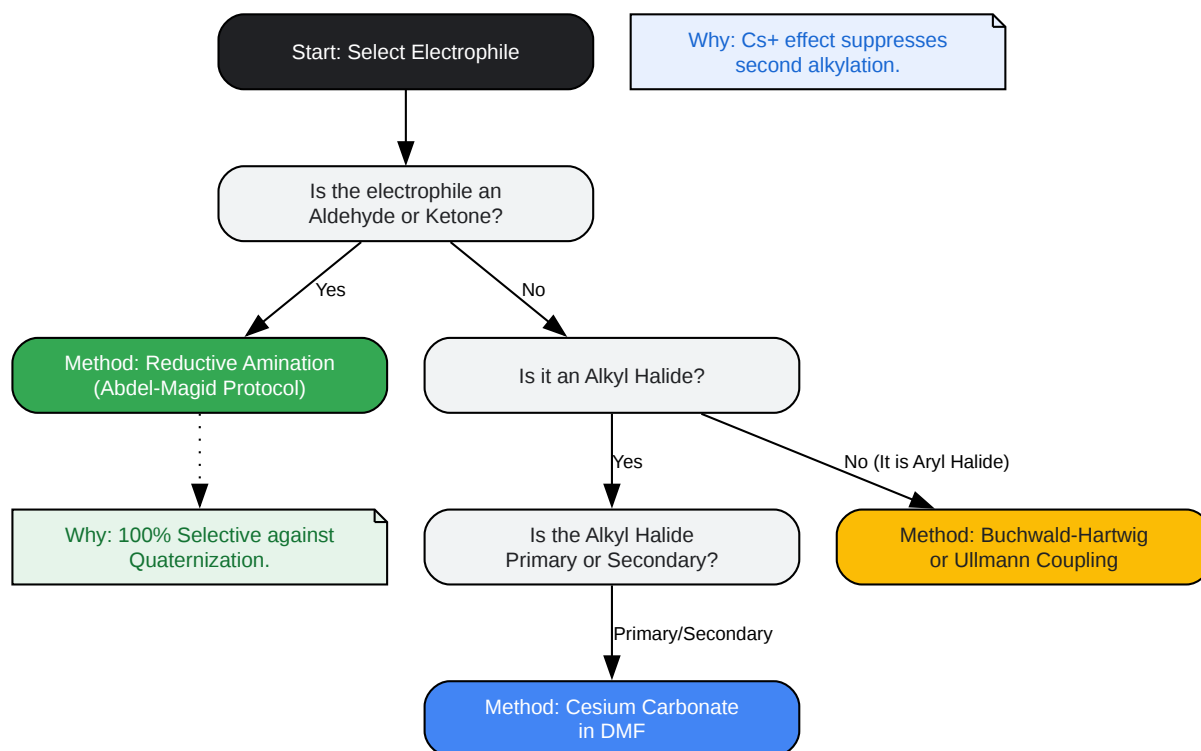 Start: Select Electrophile
Why: Cs+ effect suppresses
second alkylation.
Is the electrophile an
Aldehyde or Ketone?
Yes
No
Method: Reductive Amination
(Abdel-Magid Protocol)
Is it an Alkyl Halide?
Yes
No (It is Aryl Halide)
Why: 100% Selective against
Quaternization.
Is the Alkyl Halide
Primary or Secondary?
Method: Buchwald-Hartwig
or Ullmann Coupling
Primary/Secondary
Method: Cesium Carbonate
in DMF